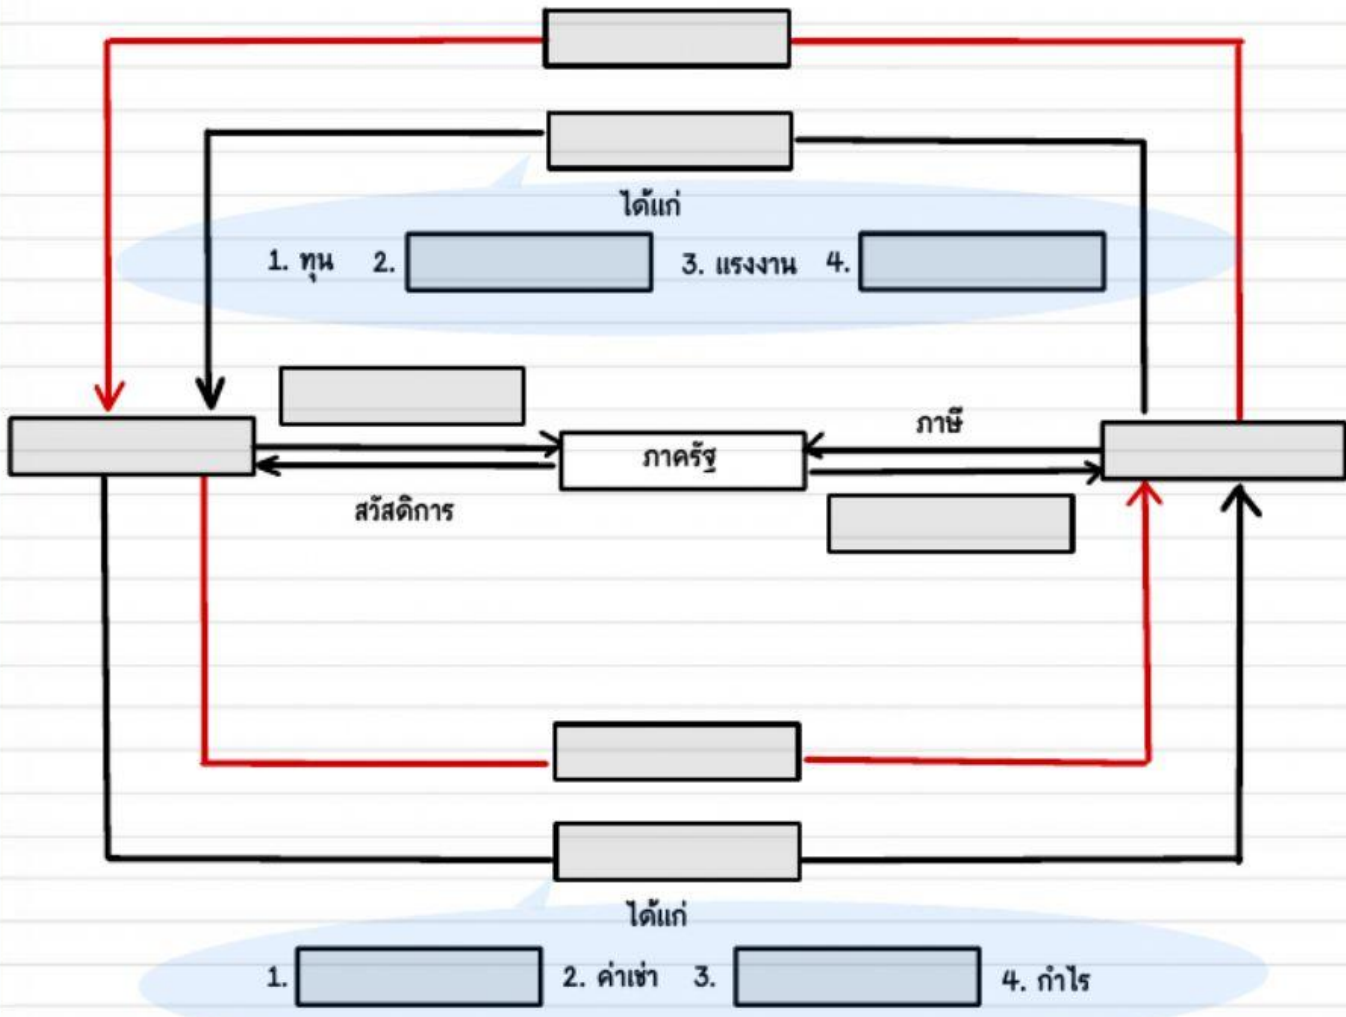 ได้แก่
1. ทุน 2. 3. แรงงาน 4.
ภาษี
ภาครัฐ
สวัสดิการ
ได้แก่
1. 2. ค่าเช่า 3. 4. กำไร